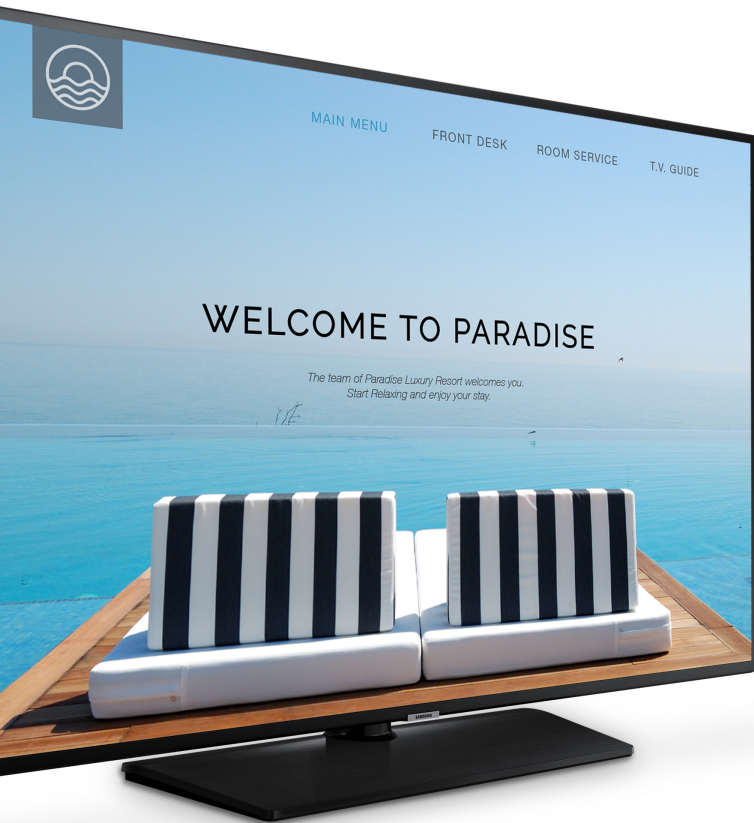 MAIN MENU
FRONT DESK
ROOM SERVICE
T.V. GUIDE
WELCOME TO PARADISE
The team of Paradise Luxury Resort welcomes you.
Start Relaxing and enjoy your stay.
SAMSUNG